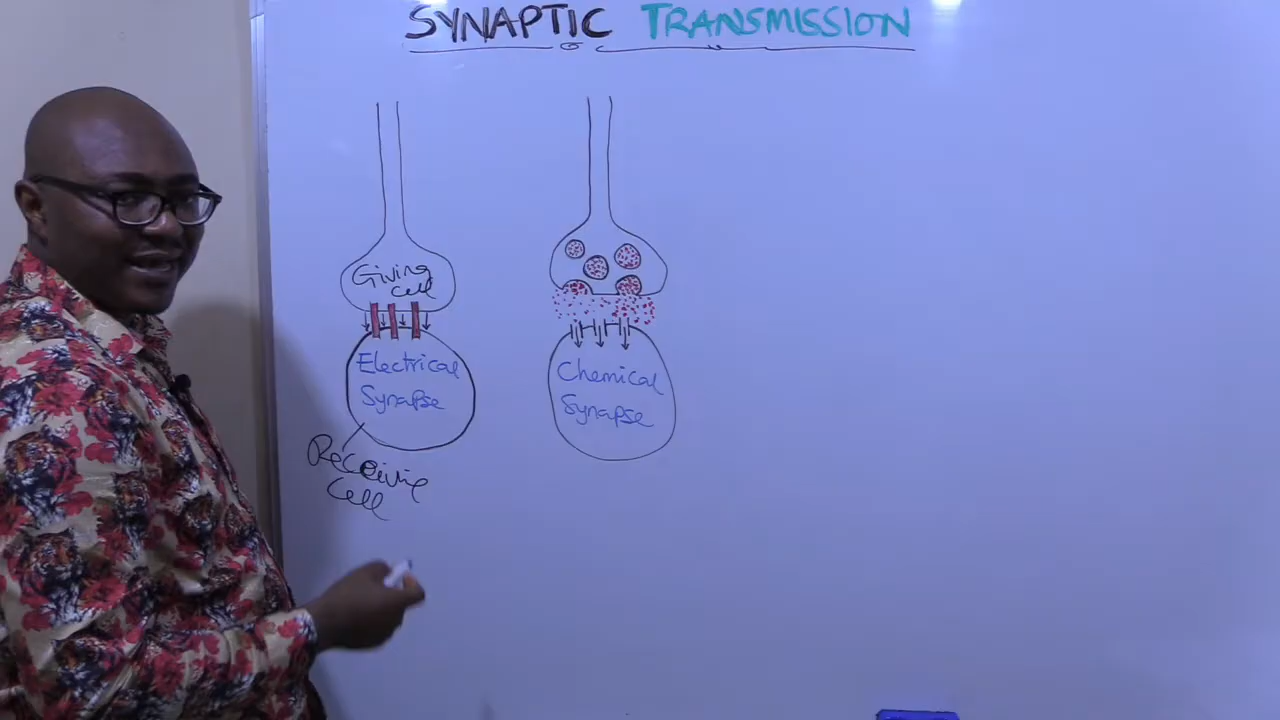 SYNAPTIC TRANSMISSION
Giving
cell
Electrical
Synapse
Receiving
Cell
Chemical
Synapse